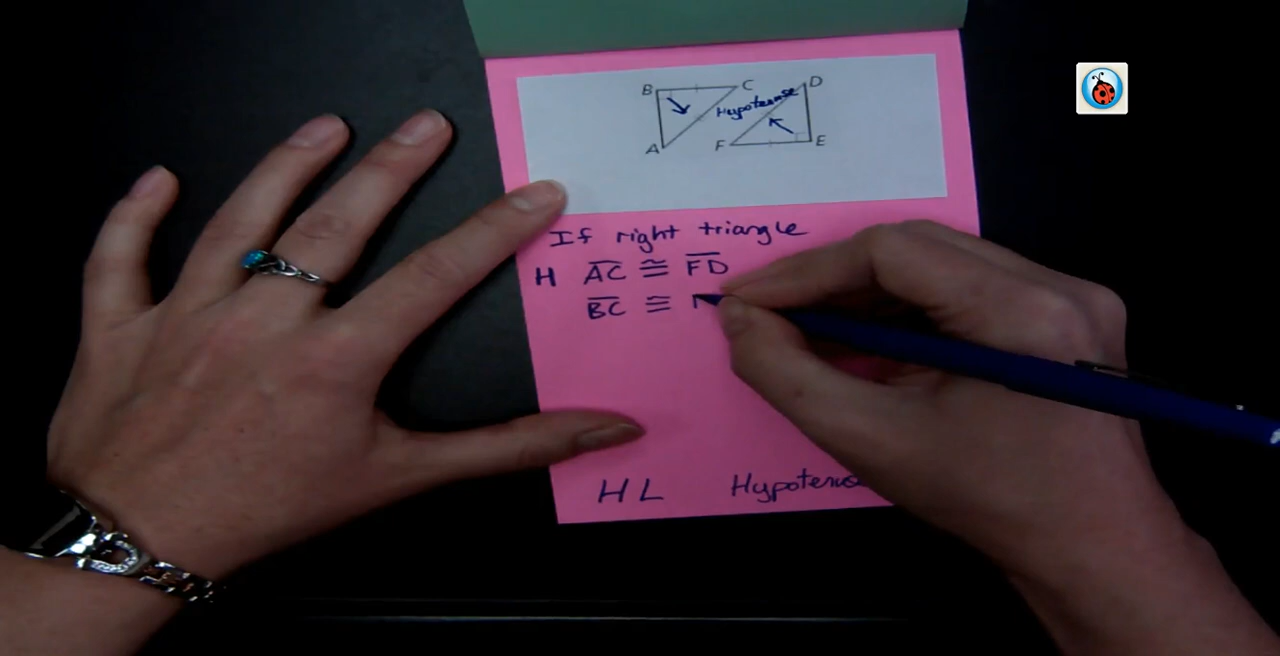 B C D
Hypotenuse
A F E
If right triangle
H AC ≅ FD
BC ≅
HL